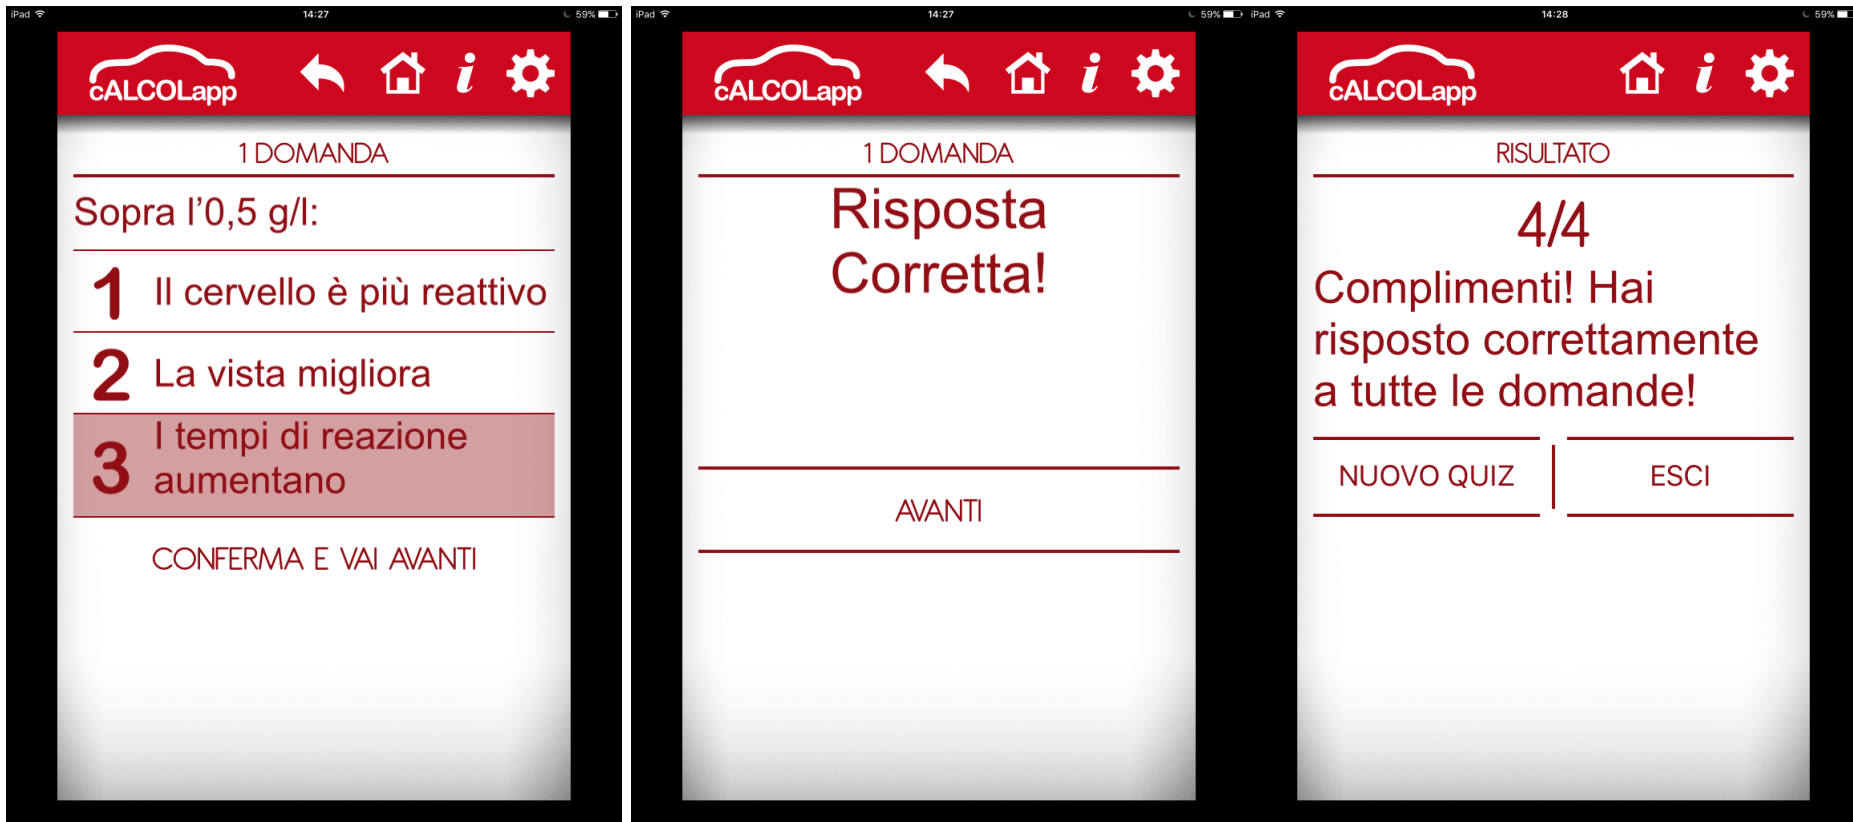 iPad 14:27 59%
cALCOLapp i
1 DOMANDA
Sopra l’0,5 g/l:
1 Il cervello è più reattivo
2 La vista migliora
3 I tempi di reazione
aumentano
CONFERMA E VAI AVANTI
iPad 14:27 59%
cALCOLapp i
1 DOMANDA
Risposta
Corretta!
AVANTI
iPad 14:28 59%
cALCOLapp i
RISULTATO
4/4
Complimenti! Hai
risposto correttamente
a tutte le domande!
NUOVO QUIZ ESCI